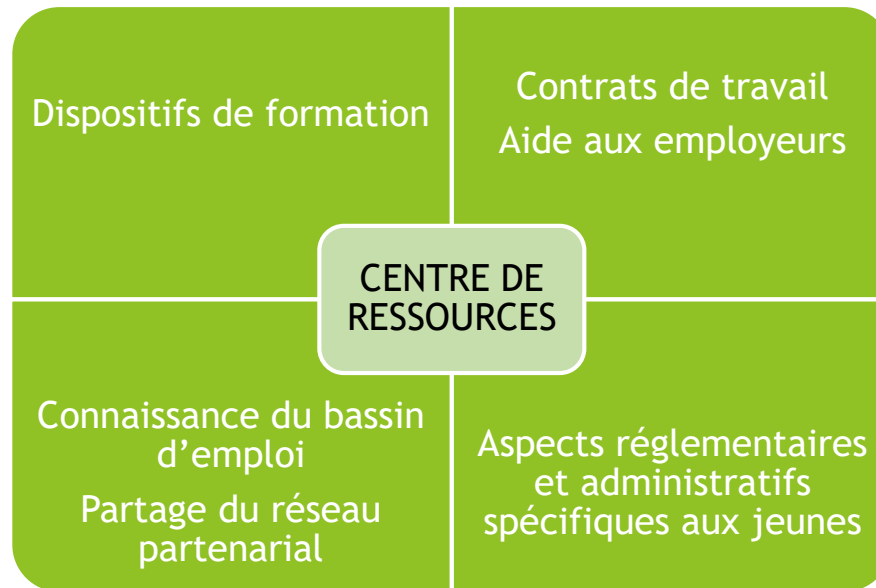 Dispositifs de formation
Contrats de travail
Aide aux employeurs
CENTRE DE
RESSOURCES
Connaissance du bassin
d’emploi
Partage du réseau
partenarial
Aspects réglementaires
et administratifs
spécifiques aux jeunes